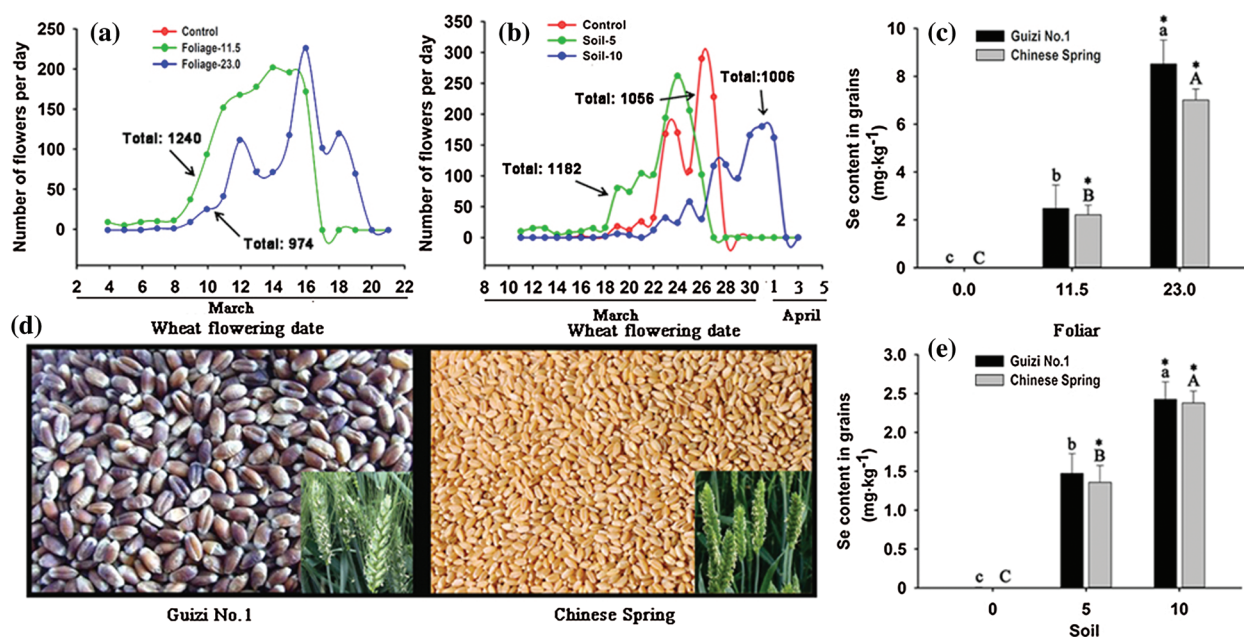 (a)
Number of flowers per day
250
200
150
100
50
0
Control
Foliage-11.5
Foliage-23.0
Total: 1240
Total: 974
2 4 6 8 10 12 14 16 18 20 22
March
Wheat flowering date
(b)
Number of flowers per day
350
300
250
200
150
100
50
0
Control
Soil-5
Soil-10
Total:1006
Total: 1056
Total: 1182
8 10 12 14 16 18 20 22 24 26 28 30 1 3 5
March April
Wheat flowering date
(c)
Se content in grains
(mg·kg-1)
10
8
6
4
2
0
Guizi No.1
Chinese Spring
c C
b * B
* a * A
0.0 11.5 23.0
Foliar
(d)
Guizi No.1 Chinese Spring
(e)
Se content in grains
(mg·kg-1)
3.0
2.5
2.0
1.5
1.0
0.5
0
Guizi No.1
Chinese Spring
c C
b * B
* a * A
0 5 10
Soil